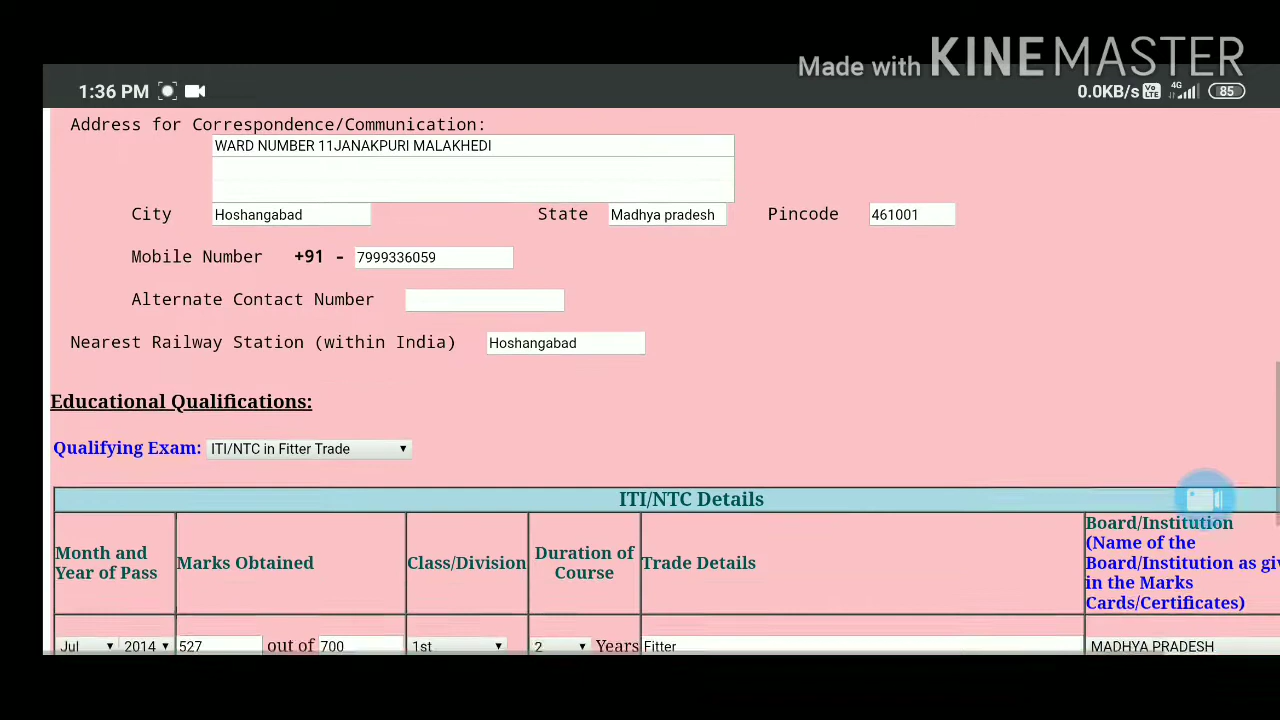 Made with KINEMASTER
1:36 PM 0.0KB/s Vo LTE 4G 85
Address for Correspondence/Communication:
WARD NUMBER 11JANAKPURI MALAKHEDI
City Hoshangabad State Madhya pradesh Pincode 461001
Mobile Number +91 - 7999336059
Alternate Contact Number
Nearest Railway Station (within India) Hoshangabad
Educational Qualifications:
Qualifying Exam: ITI/NTC in Fitter Trade
ITI/NTC Details
Month and
Year of Pass
Marks Obtained
Class/Division
Duration of
Course
Trade Details
Board/Institution
(Name of the
Board/Institution as giv
in the Marks
Cards/Certificates)
Jul 2014 527 out of 700 1st 2 Years Fitter MADHYA PRADESH